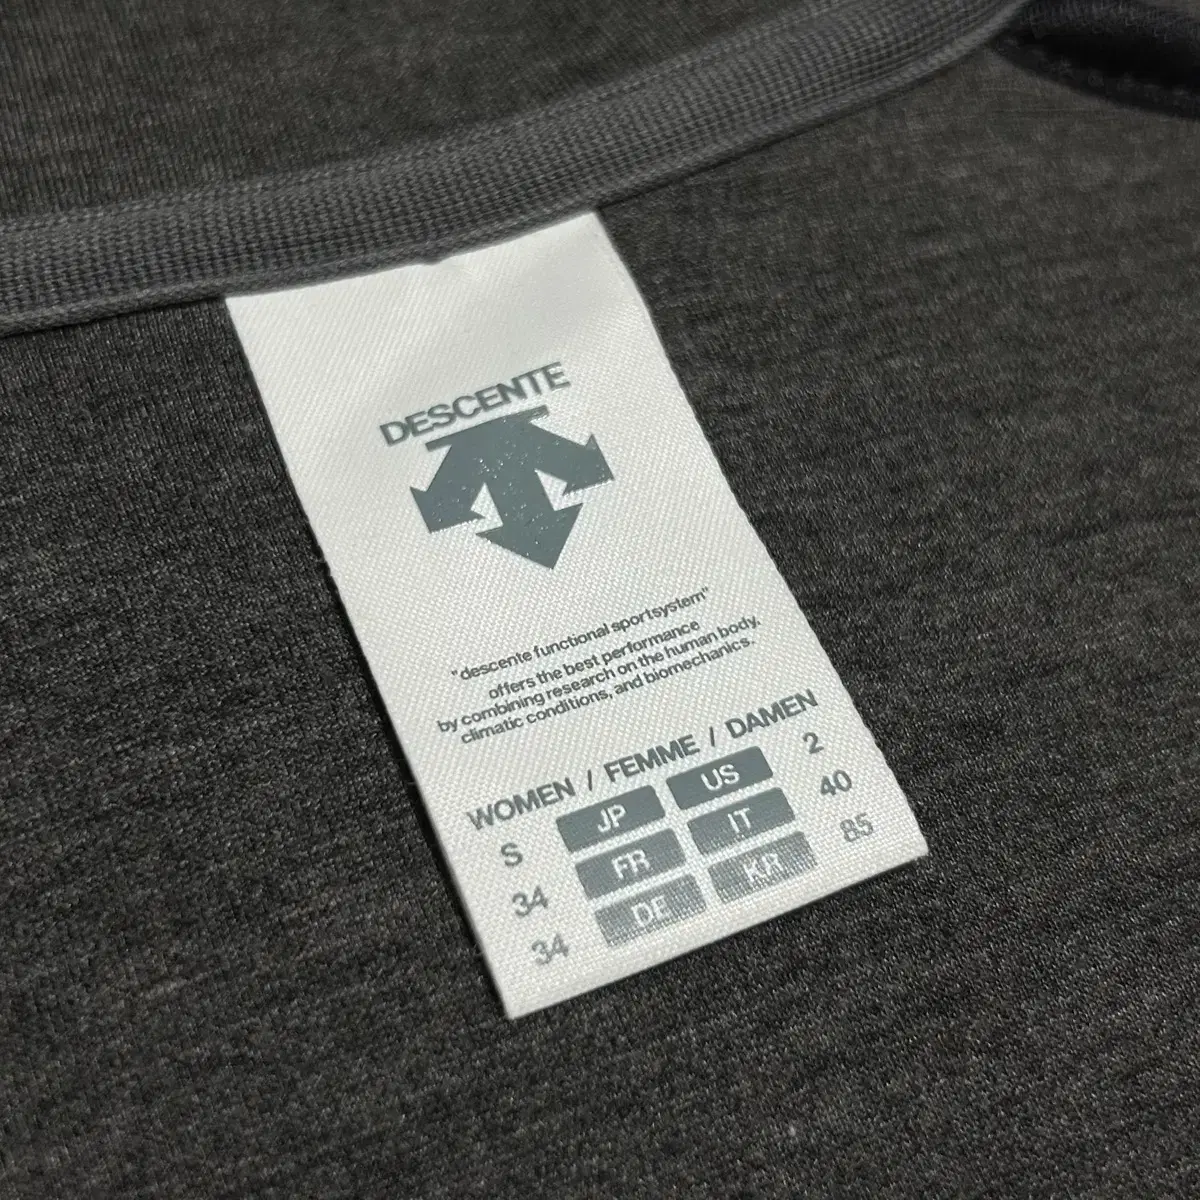 DESCENTE
"descente functional sportsystem"
offers the best performance
by combining research on the human body,
climatic conditions, and biomechanics.
WOMEN / FEMME / DAMEN
S JP US 2
34 FR IT 40
34 DE KR 85